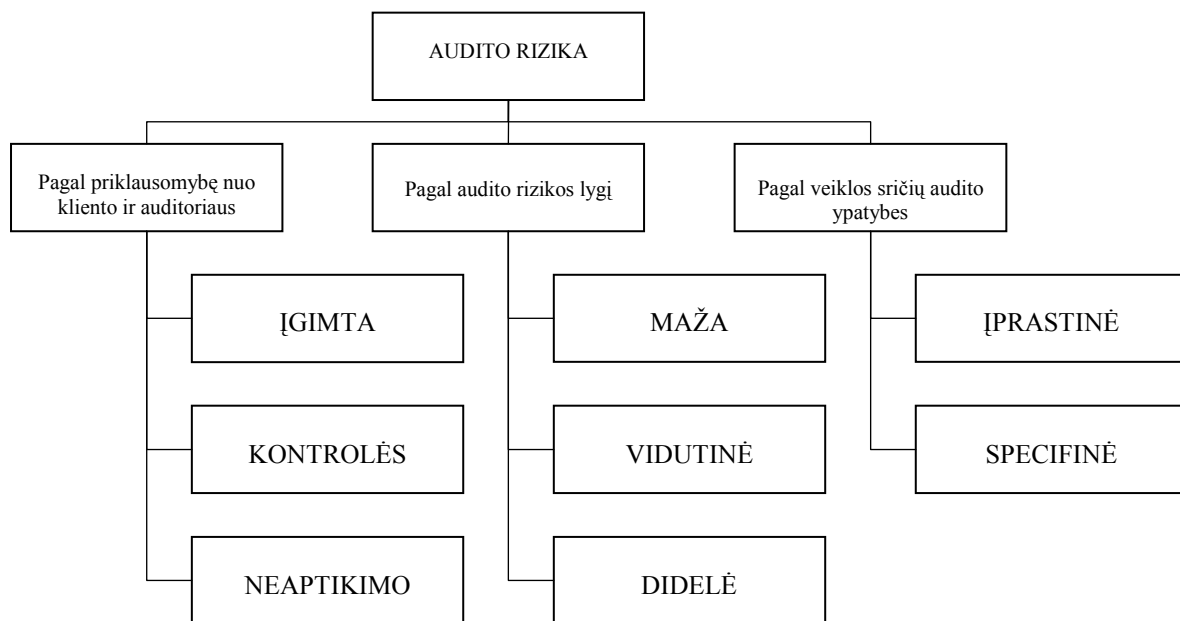 AUDITO RIZIKA
Pagal priklausomybę nuo
kliento ir auditoriaus
Pagal audito rizikos lygį
Pagal veiklos sričių audito
ypatybes
ĮGIMTA
MAŽA
ĮPRASTINĖ
KONTROLĖS
VIDUTINĖ
SPECIFINĖ
NEAPTIKIMO
DIDELĖ